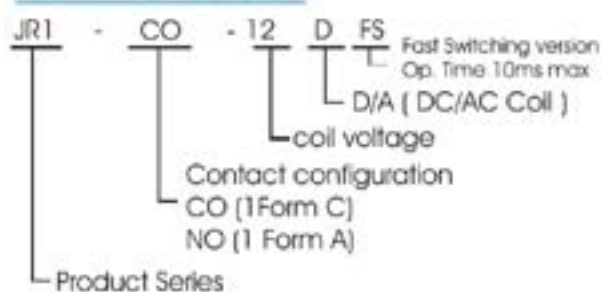 JR1 - CO - 12 D FS
Fast Switching version
Op. Time 10ms max
D/A ( DC/AC Coil )
coil voltage
Contact configuration
CO (1Form C)
NO (1 Form A)
Product Series